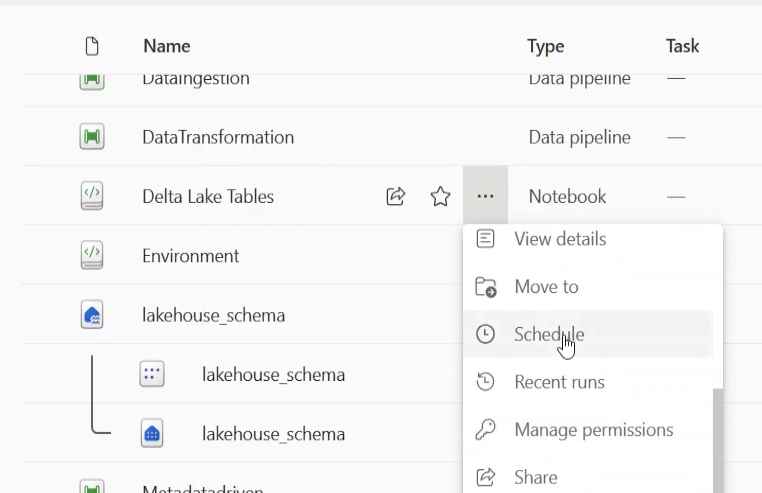 Name Type Task
DataIngestion Data pipeline —
DataTransformation Data pipeline —
Delta Lake Tables ... Notebook —
View details
Environment
Move to
lakehouse_schema
Schedule
lakehouse_schema
Recent runs
lakehouse_schema
Manage permissions
Share
Metadatadriven